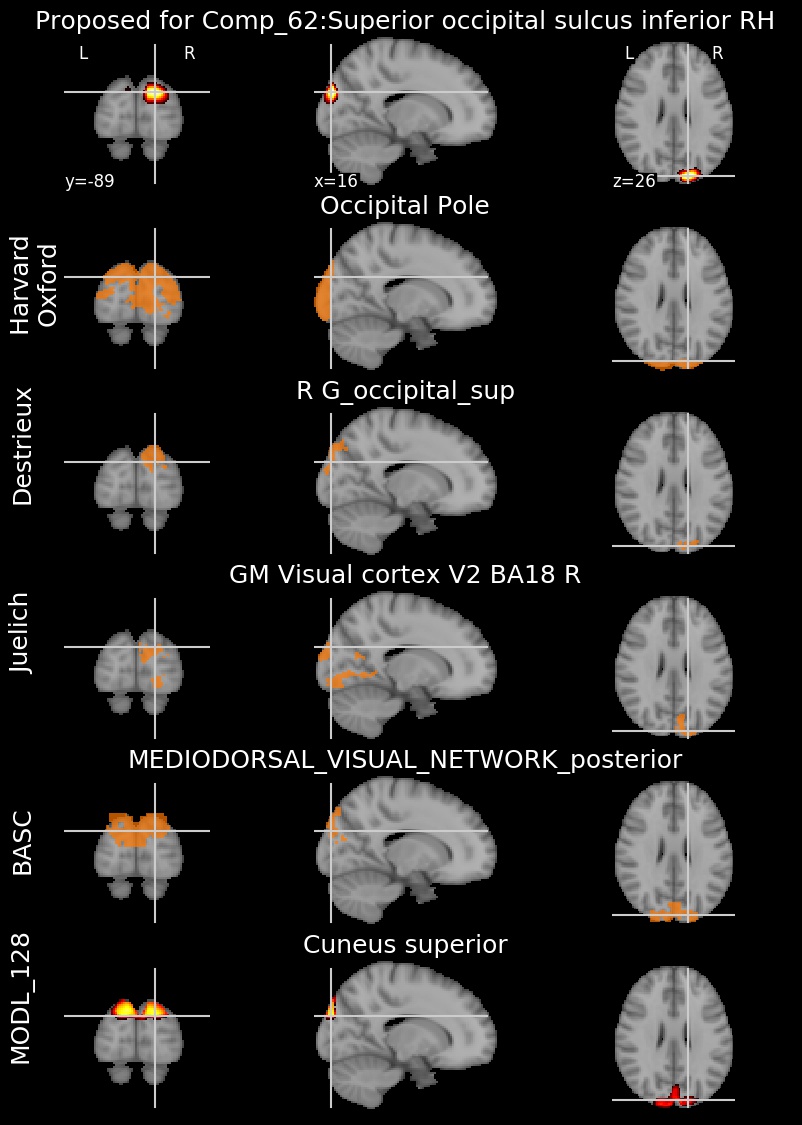 Proposed for Comp_62:Superior occipital sulcus inferior RH
L R
L R
y=-89
x=16
z=26
Occipital Pole
Harvard
Oxford
R G_occipital_sup
Destrieux
GM Visual cortex V2 BA18 R
Juelich
MEDIODORSAL_VISUAL_NETWORK_posterior
BASC
Cuneus superior
MODL_128